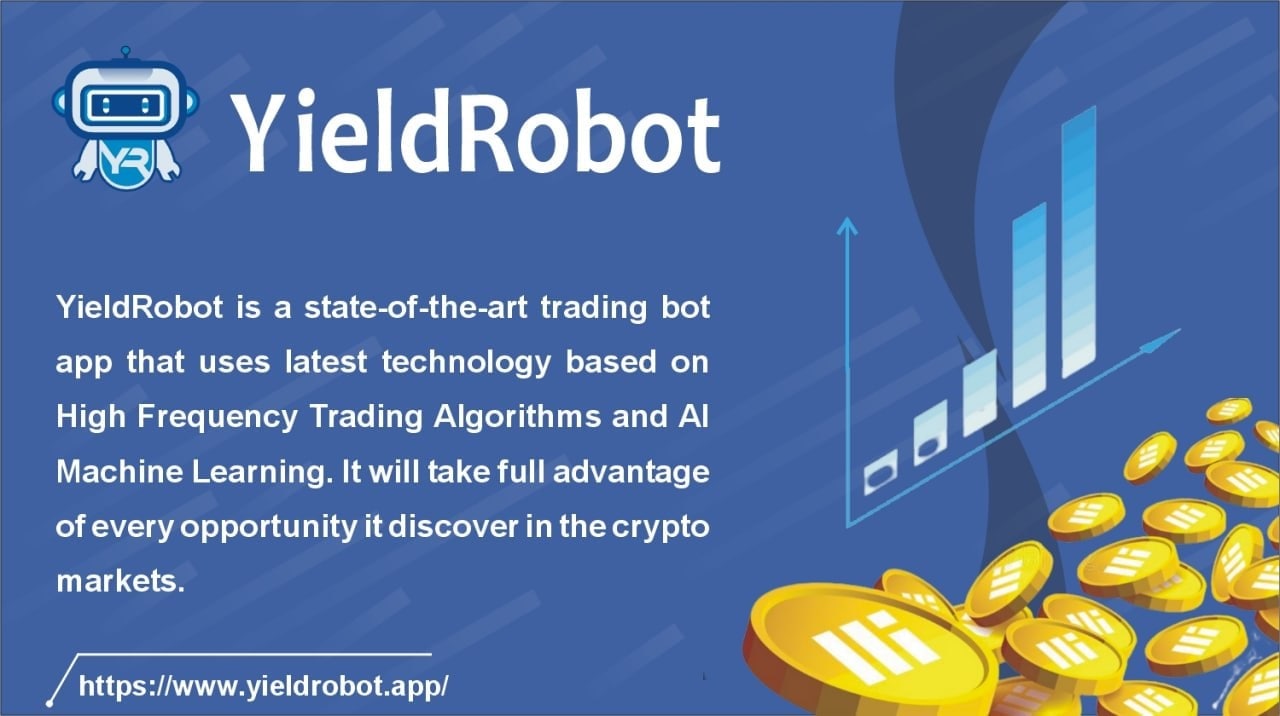 YieldRobot
YR
YieldRobot is a state-of-the-art trading bot
app that uses latest technology based on
High Frequency Trading Algorithms and AI
Machine Learning. It will take full advantage
of every opportunity it discover in the crypto
markets.
https://www.yieldrobot.app/